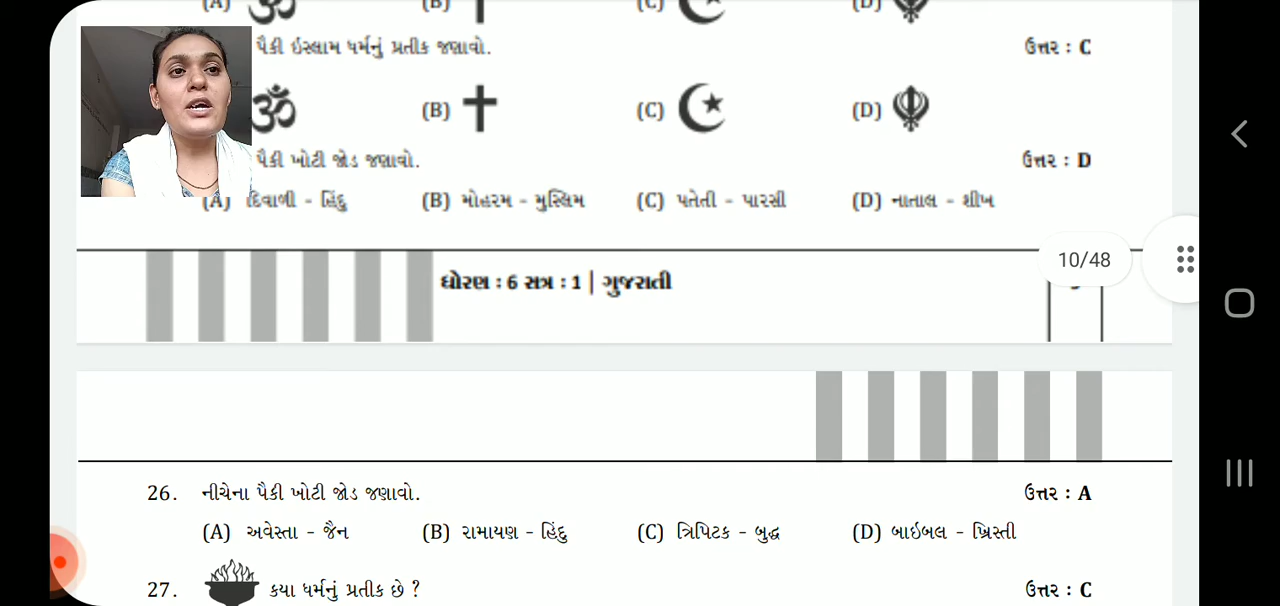 (A) (B) (C) (D)
પૈકી ઇસ્લામ ધર્મનું પ્રતીક જણાવો. ઉત્તર : C
ૐ (B) (C) (D)
પૈકી ખોટી જોડ જણાવો. ઉત્તર : D
(A) દિવાળી - હિંદુ (B) મોહરમ - મુસ્લિમ (C) પતેતી - પારસી (D) નાતાલ - શીખ
10/48
ધોરણ : 6 સત્ર : 1 | ગુજરાતી
26. નીચેના પૈકી ખોટી જોડ જણાવો. ઉત્તર : A
(A) અવેસ્તા - જૈન (B) રામાયણ - હિંદુ (C) ત્રિપિટક - બુદ્ધ (D) બાઇબલ - ખ્રિસ્તી
27. કયા ધર્મનું પ્રતીક છે ? ઉત્તર : C